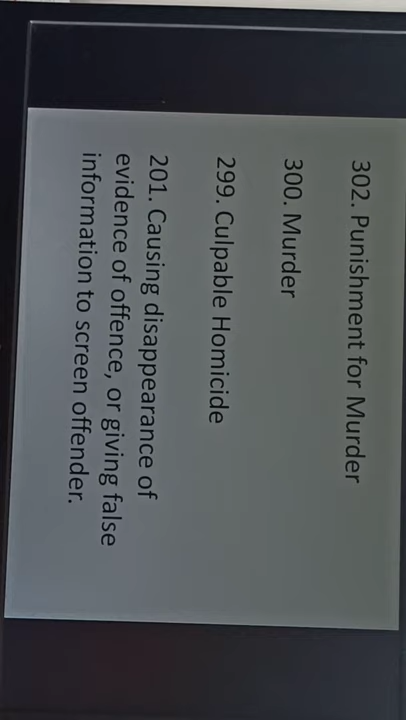 302. Punishment for Murder
300. Murder
299. Culpable Homicide
201. Causing disappearance of
evidence of offence, or giving false
information to screen offender.